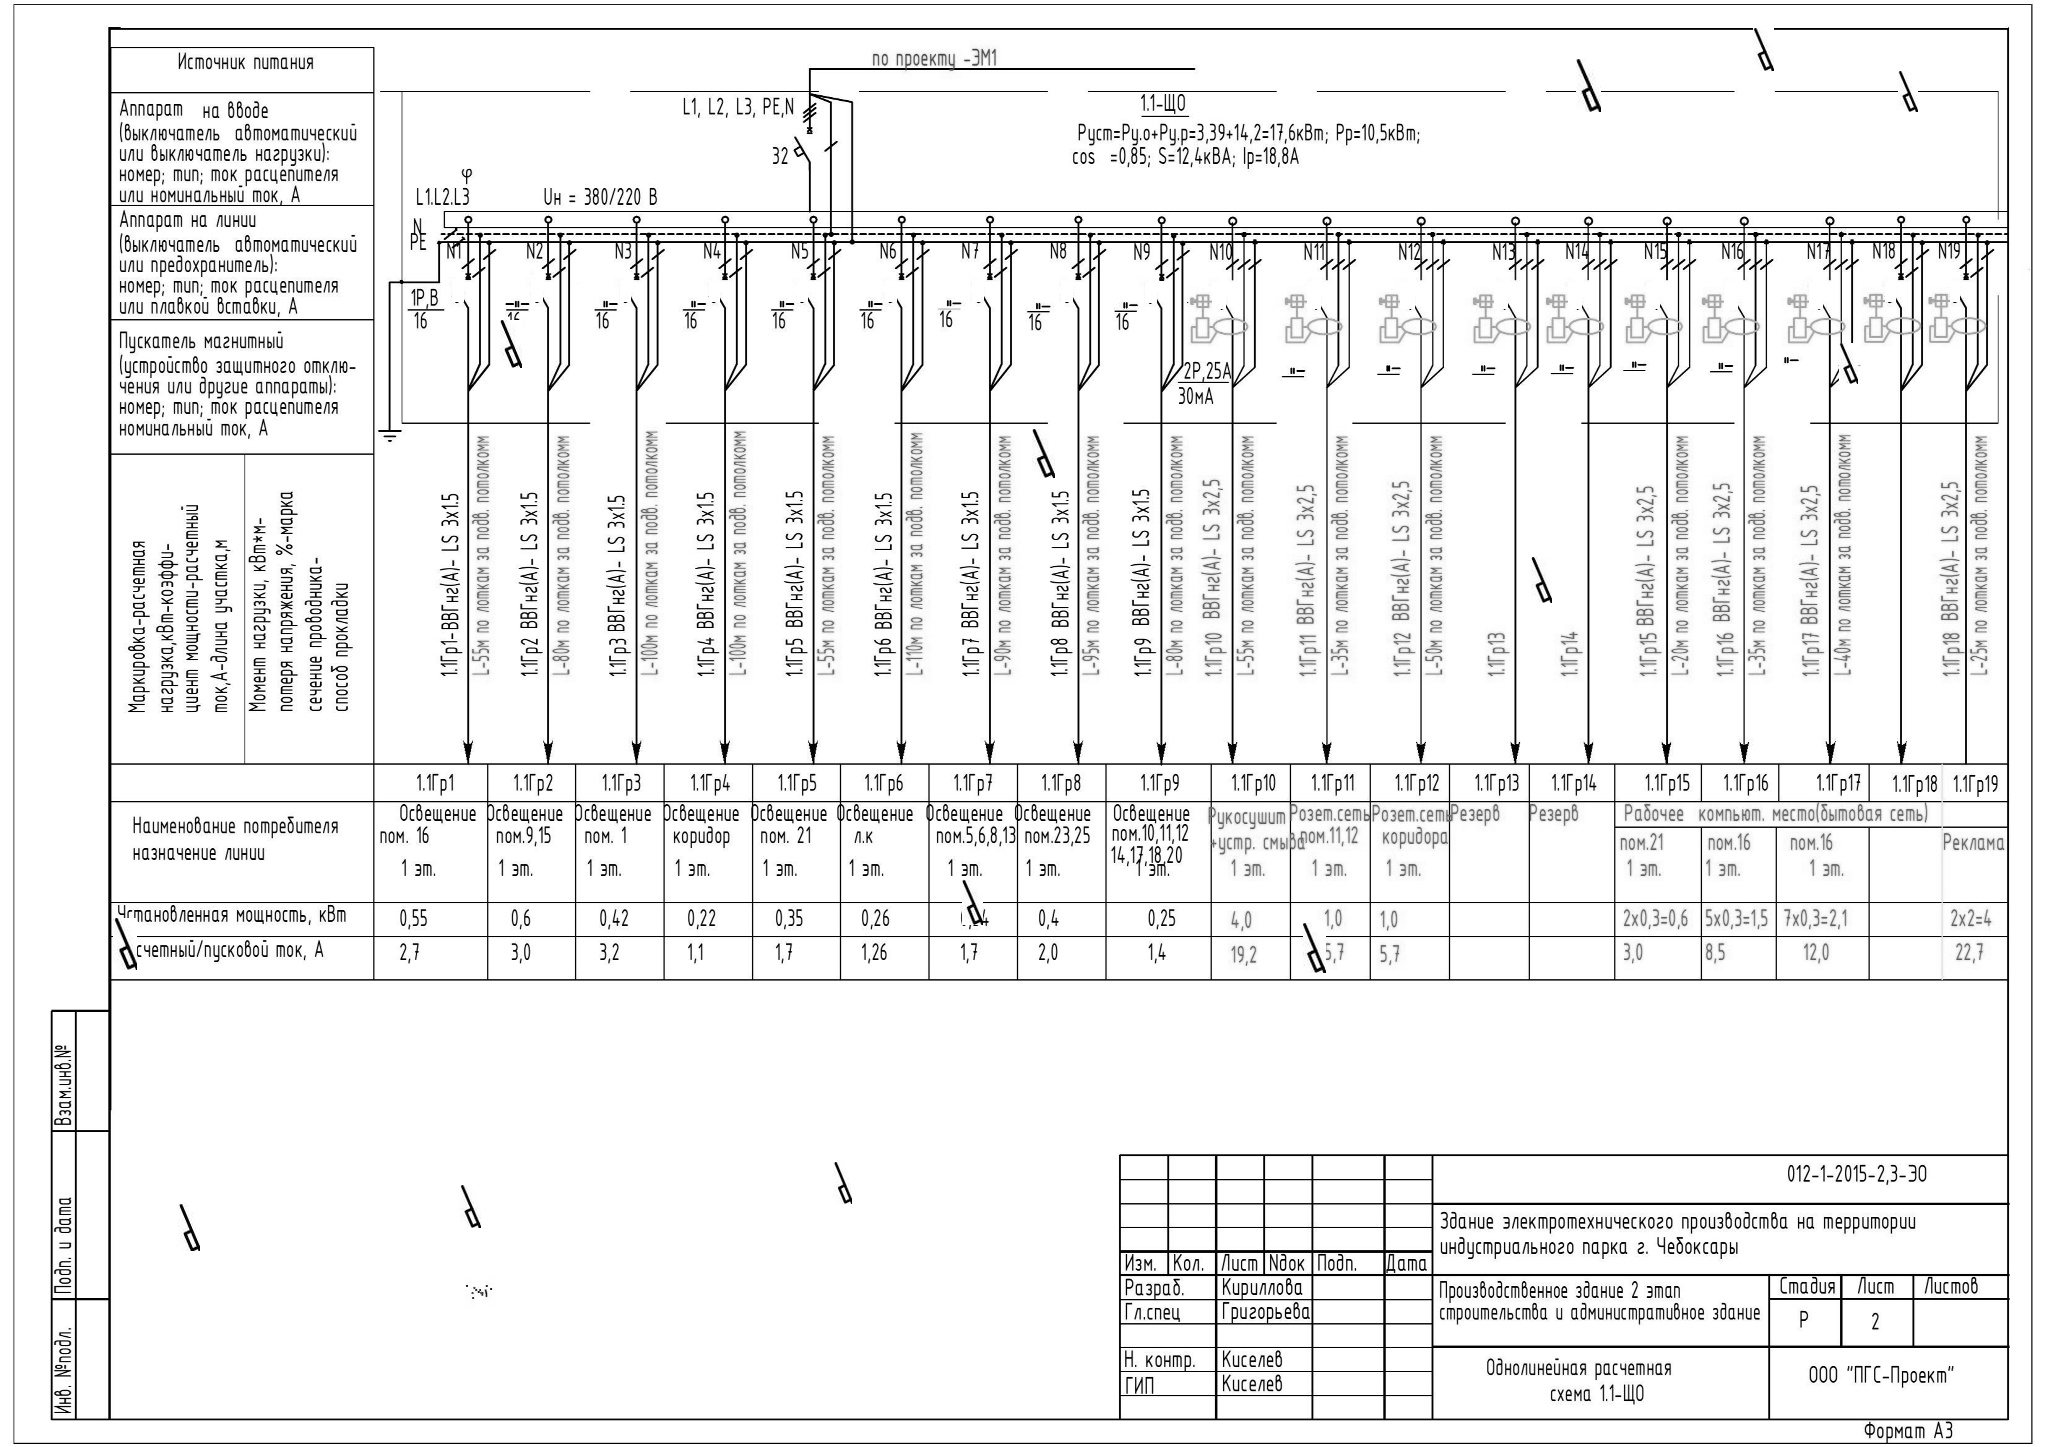 Источник питания
Аппарат на вводе
(выключатель автоматический
или выключатель нагрузки):
номер; тип; ток расцепителя
или номинальный ток, А
Аппарат на линии
(выключатель автоматический
или предохранитель):
номер; тип; ток расцепителя
или плавкой вставки, А
Пускатель магнитный
(устройство защитного отклю-
чения или другие аппараты):
номер; тип; ток расцепителя
номинальный ток, А
Маркировка-расчетная
нагрузка,кВт-коэффи-
циент мощности-расчетный
ток,А-длина участка,м
Момент нагрузки, кВт*м-
потеря напряжения, %-марка
сечение проводника-
способ прокладки
по проекту -ЭМ1
L1, L2, L3, PE,N
32
1.1-ЩО
Руст=Ру.о+Ру.р=3,39+14,2=17,6кВт; Рр=10,5кВт;
cos =0,85; S=12,4кВА; Iр=18,8А
φ
L1.L2.L3
Uн = 380/220 В
N
PE
N1 N2 N3 N4 N5 N6 N7 N8 N9 N10 N11 N12 N13 N14 N15 N16 N17 N18 N19
1Р,В
16 16 16 16 16 16 16 16
2Р,25А
30мА
1.1Гр1-ВВГнг(А)- LS 3х1.5
L-55м по лоткам за подв. потолкомм
1.1Гр2 ВВГнг(А)- LS 3х1.5
L-80м по лоткам за подв. потолкомм
1.1Гр3 ВВГнг(А)- LS 3х1.5
L-100м по лоткам за подв. потолкомм
1.1Гр4 ВВГнг(А)- LS 3х1.5
L-100м по лоткам за подв. потолкомм
1.1Гр5 ВВГнг(А)- LS 3х1.5
L-55м по лоткам за подв. потолкомм
1.1Гр6 ВВГнг(А)- LS 3х1.5
L-110м по лоткам за подв. потолкомм
1.1Гр7 ВВГнг(А)- LS 3х1.5
L-90м по лоткам за подв. потолкомм
1.1Гр8 ВВГнг(А)- LS 3х1.5
L-95м по лоткам за подв. потолкомм
1.1Гр9 ВВГнг(А)- LS 3х1.5
L-80м по лоткам за подв. потолкомм
1.1Гр10 ВВГнг(А)- LS 3х2,5
L-55м по лоткам за подв. потолкомм
1.1Гр11 ВВГнг(А)- LS 3х2,5
L-35м по лоткам за подв. потолкомм
1.1Гр12 ВВГнг(А)- LS 3х2,5
L-50м по лоткам за подв. потолкомм
1.1Гр13
1.1Гр14
1.1Гр15 ВВГнг(А)- LS 3х2,5
L-20м по лоткам за подв. потолкомм
1.1Гр16 ВВГнг(А)- LS 3х2,5
L-35м по лоткам за подв. потолкомм
1.1Гр17 ВВГнг(А)- LS 3х2,5
L-40м по лоткам за подв. потолкомм
1.1Гр18 ВВГнг(А)- LS 3х2,5
L-25м по лоткам за подв. потолкомм
1.1Гр1 1.1Гр2 1.1Гр3 1.1Гр4 1.1Гр5 1.1Гр6 1.1Гр7 1.1Гр8 1.1Гр9 1.1Гр10 1.1Гр11 1.1Гр12 1.1Гр13 1.1Гр14 1.1Гр15 1.1Гр16 1.1Гр17 1.1Гр18 1.1Гр19
Наименование потребителя
назначение линии
Освещение
пом. 16
1 эт.
Освещение
пом.9,15
1 эт.
Освещение
пом. 1
1 эт.
Освещение
коридор
1 эт.
Освещение
пом. 21
1 эт.
Освещение
л.к
1 эт.
Освещение
пом.5,6,8,13
1 эт.
Освещение
пом.23,25
1 эт.
Освещение
пом.10,11,12
14,17,18,20
1 эт.
Рукосушит
+устр. смыва
1 эт.
Розет.сеть
пом.11,12
1 эт.
Розет.сеть
коридора
1 эт.
Резерв
Резерв
Рабочее компьют. место(бытовая сеть)
пом.21
1 эт.
пом.16
1 эт.
пом.16
1 эт.
Реклама
Установленная мощность, кВт 0,55 0,6 0,42 0,22 0,35 0,26 0,4 0,25 4,0 1,0 1,0 2х0,3=0,6 5х0,3=1,5 7х0,3=2,1 2х2=4
счетный/пусковой ток, А 2,7 3,0 3,2 1,1 1,7 1,26 1,7 2,0 1,4 19,2 5,7 5,7 3,0 8,5 12,0 22,7
Взам.инв.№
Подп. и дата
Инв. №подл.
012-1-2015-2,3-ЭО
Здание электротехнического производства на территории
индустриального парка г. Чебоксары
Изм. Кол. Лист Nдок Подп. Дата
Разраб. Кириллова
Гл.спец Григорьева
Н. контр. Киселев
ГИП Киселев
Производственное здание 2 этап
строительства и административное здание
Стадия Лист Листов
Р 2
Однолинейная расчетная
схема 1.1-ЩО
ООО "ПГС-Проект"
Формат А3